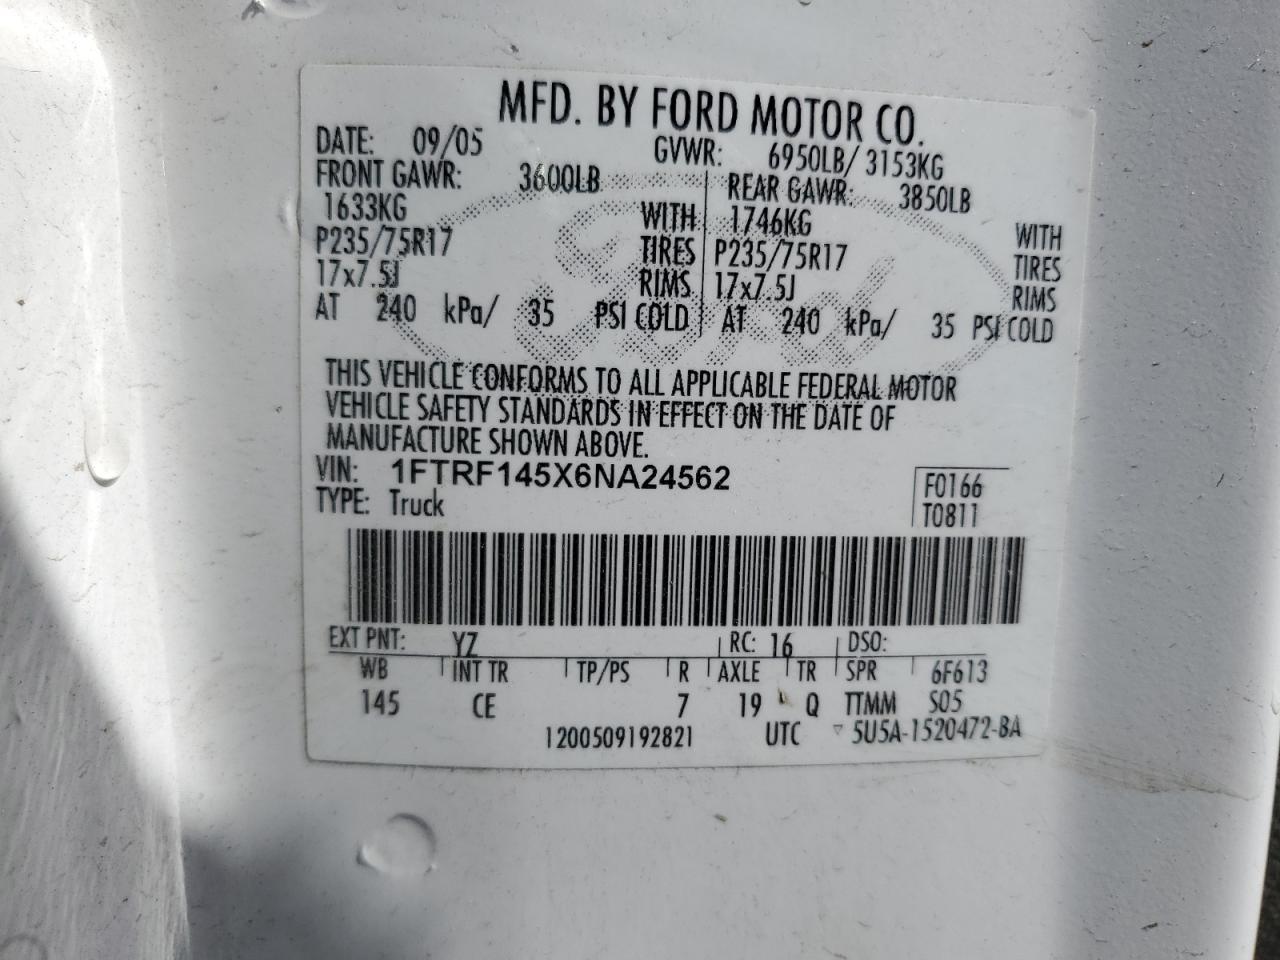 MFD. BY FORD MOTOR CO.
DATE: 09/05 GVWR: 6950LB/ 3153KG
FRONT GAWR: 3600LB REAR GAWR: 3850LB
1633KG WITH 1746KG WITH
P235/75R17 TIRES P235/75R17 TIRES
17x7.5J RIMS 17x7.5J RIMS
AT 240 kPa/ 35 PSI COLD AT 240 kPa/ 35 PSI COLD
THIS VEHICLE CONFORMS TO ALL APPLICABLE FEDERAL MOTOR
VEHICLE SAFETY STANDARDS IN EFFECT ON THE DATE OF
MANUFACTURE SHOWN ABOVE.
VIN: 1FTRF145X6NA24562 F0166
TYPE: Truck T0811
EXT PNT: YZ RC: 16 DSO:
WB INT TR TP/PS R AXLE TR SPR 6F613
145 CE 7 19 Q TTMM S05
1200509192821 UTC ▽ 5U5A-1520472-BA
Ford